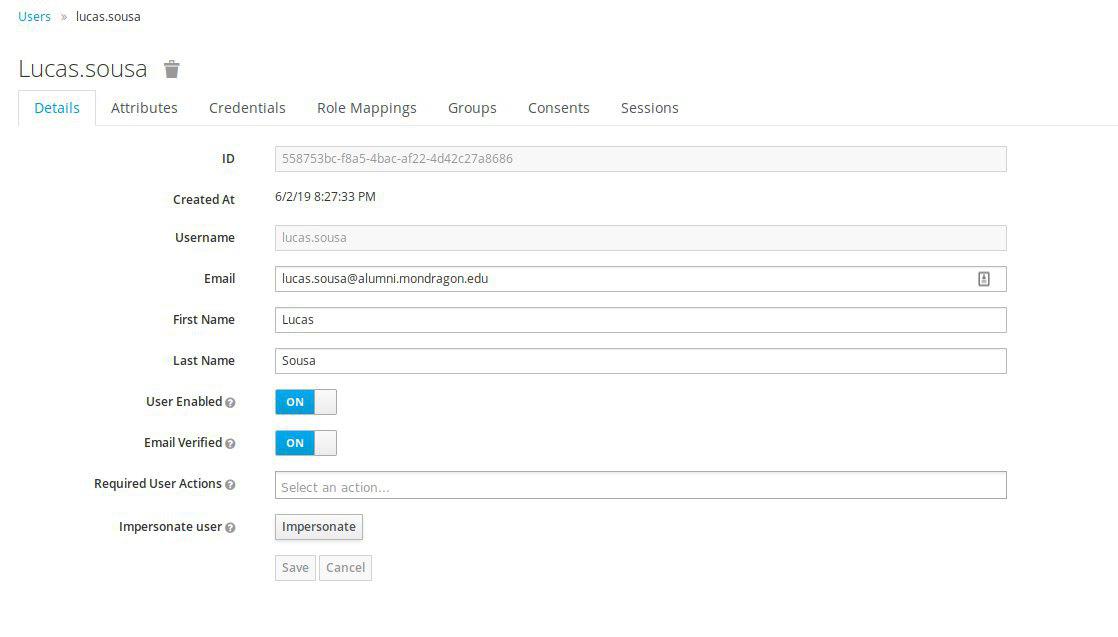 Users » lucas.sousa
Lucas.sousa
Details Attributes Credentials Role Mappings Groups Consents Sessions
ID 558753bc-f8a5-4bac-af22-4d42c27a8686
Created At 6/2/19 8:27:33 PM
Username lucas.sousa
Email lucas.sousa@alumni.mondragon.edu
First Name Lucas
Last Name Sousa
User Enabled ON
Email Verified ON
Required User Actions Select an action...
Impersonate user Impersonate
Save Cancel